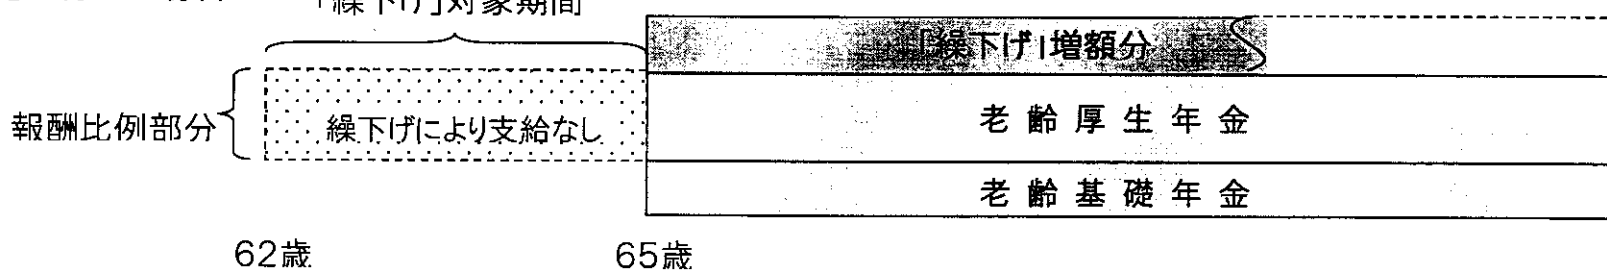 「繰下げ」対象期間
「繰下げ」増額分
報酬比例部分
繰下げにより支給なし
老齢厚生年金
老齢基礎年金
62歳
65歳